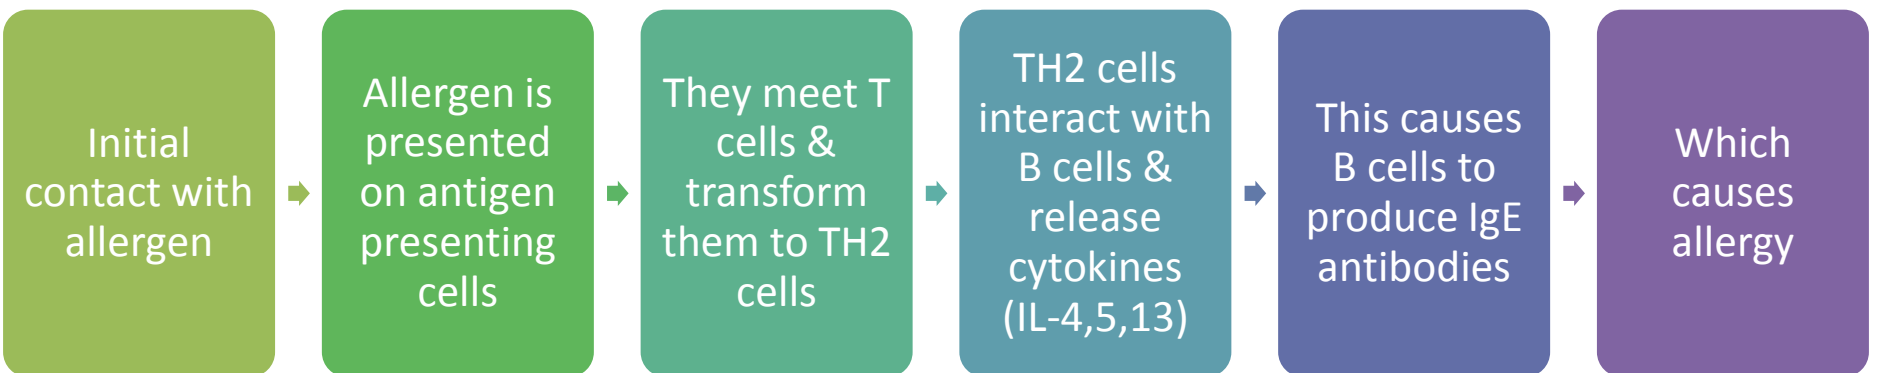 Initial
contact with
allergen
Allergen is
presented
on antigen
presenting
cells
They meet T
cells &
transform
them to TH2
cells
TH2 cells
interact with
B cells &
release
cytokines
(IL-4,5,13)
This causes
B cells to
produce IgE
antibodies
Which
causes
allergy